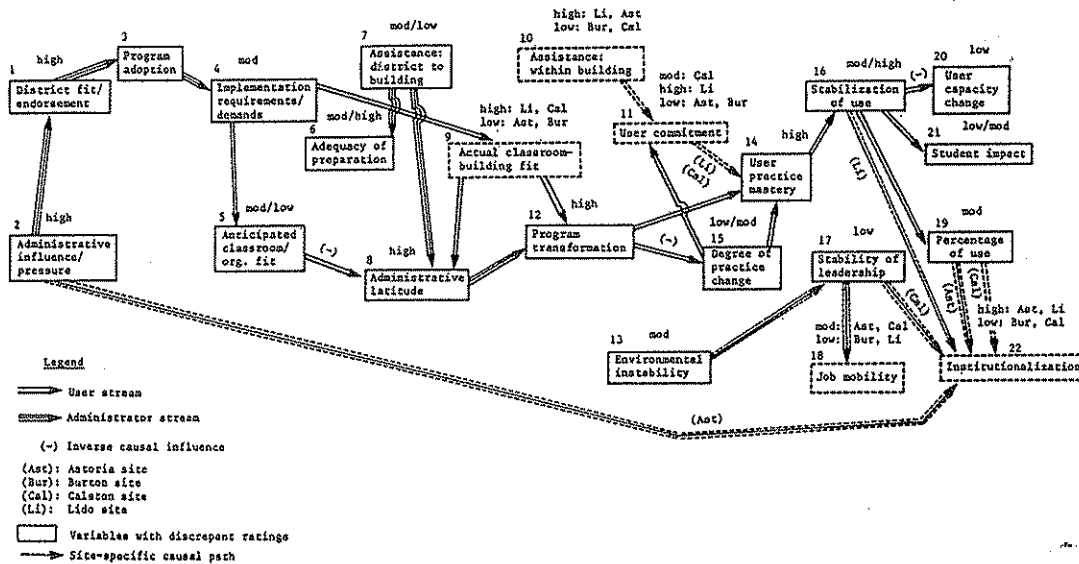 high: Li, Ast
low: Bur, Cal
10
Assistance:
within building
mod/low
7
Assistance:
district to
building
high
3
Program
adoption
1
District fit/
endorsement
mod
4
Implementation
requirements/
demands
mod/high
6
Adequacy of
preparation
high: Li, Cal
low: Ast, Bur
9
Actual classroom-
building fit
mod: Cal
high: Li
low: Ast, Bur
11
User commitment
(Li)
(Cal)
14
User
practice
mastery
high
mod/high
16
Stabilization
of use
(-)
low
20
User
capacity
change
low/mod
21
Student impact
(Li)
high
2
Administrative
influence/
pressure
mod/low
5
Anticipated
classroom/
org. fit
(-)
high
8
Administrative
latitude
high
12
Program
transformation
(-)
low/mod
15
Degree of
practice
change
low
17
Stability of
leadership
mod
19
Percentage
of use
(Cal)
(Ast)
(Cal)
high: Ast, Li
low: Bur, Cal
22
Institutionalization
mod
13
Environmental
instability
mod: Ast, Cal
low: Bur, Li
18
Job mobility
(Ast)
Legend
User stream
Administrator stream
(-) Inverse causal influence
(Ast): Astoria site
(Bur): Burton site
(Cal): Calston site
(Li): Lido site
Variables with discrepant ratings
Site-specific causal path